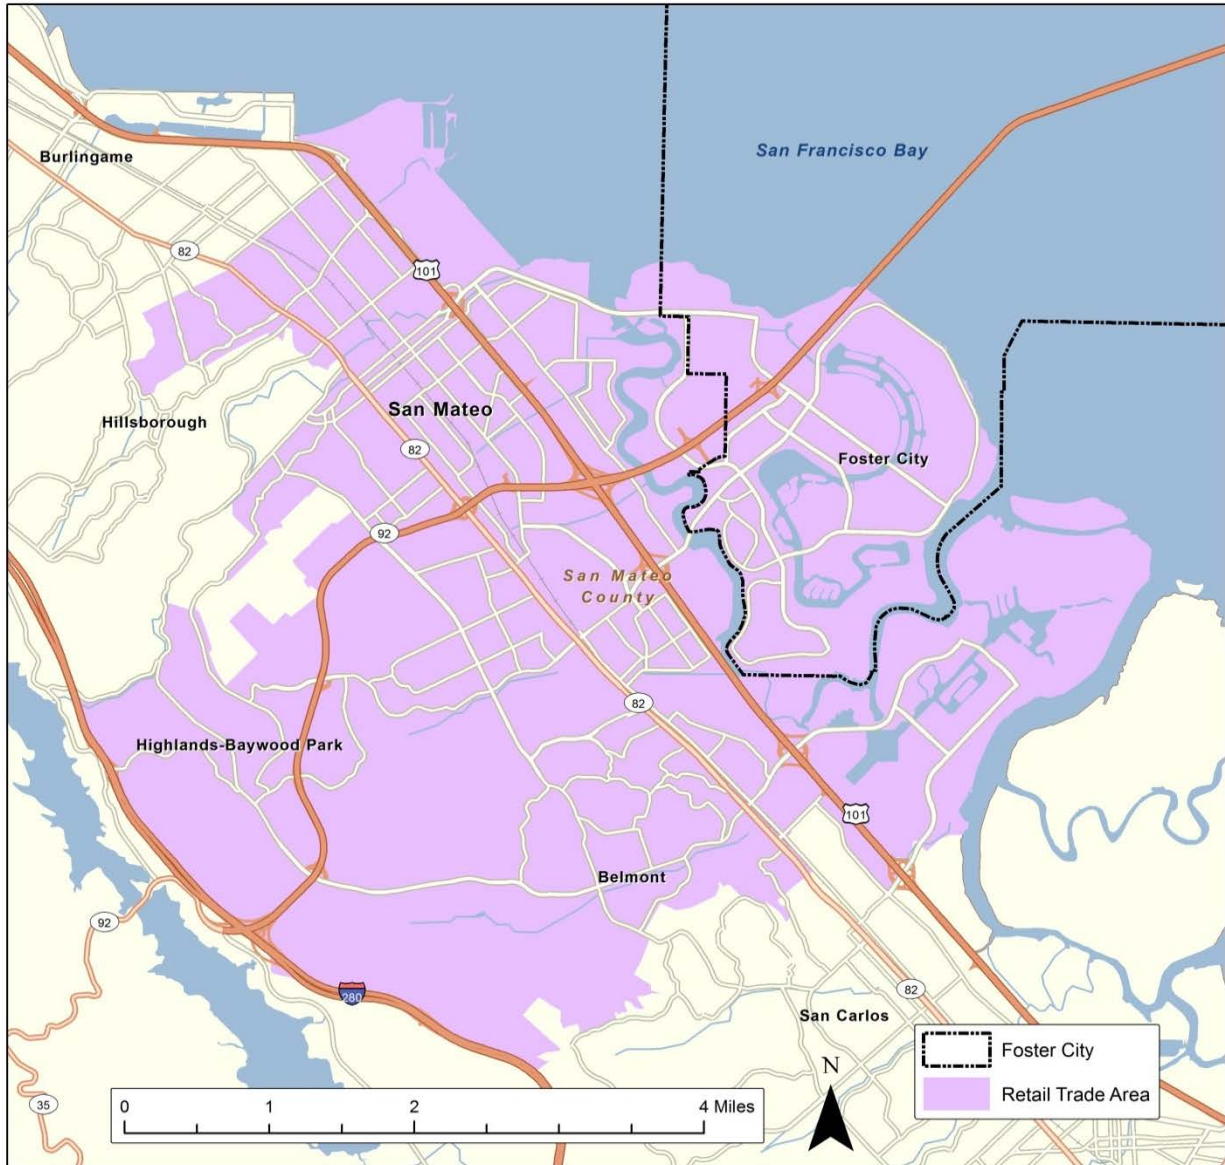 San Francisco Bay
Burlingame
82
101
San Mateo
Hillsborough
82
Foster City
92
San Mateo
County
82
Highlands-Baywood Park
101
Belmont
92
280
82
San Carlos
Foster City
Retail Trade Area
N
0 1 2 4 Miles
35